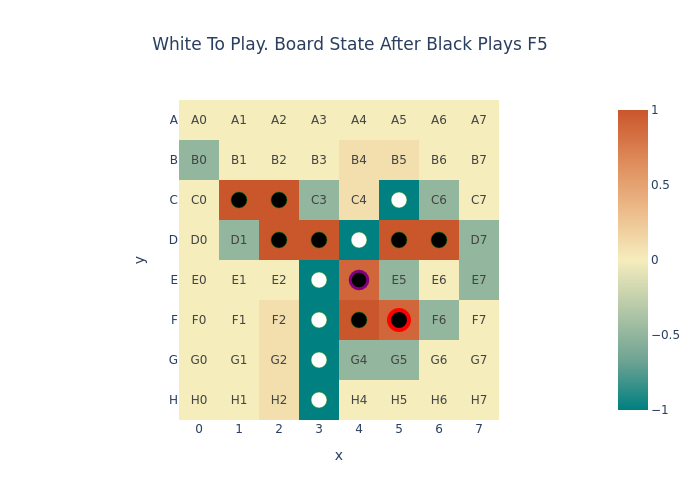 White To Play. Board State After Black Plays F5
A A0 A1 A2 A3 A4 A5 A6 A7
B B0 B1 B2 B3 B4 B5 B6 B7
C C0 C3 C4 C6 C7
D D0 D1 D7
E E0 E1 E2 E5 E6 E7
F F0 F1 F2 F6 F7
G G0 G1 G2 G4 G5 G6 G7
H H0 H1 H2 H4 H5 H6 H7
0 1 2 3 4 5 6 7
x
y
1
0.5
0
−0.5
−1